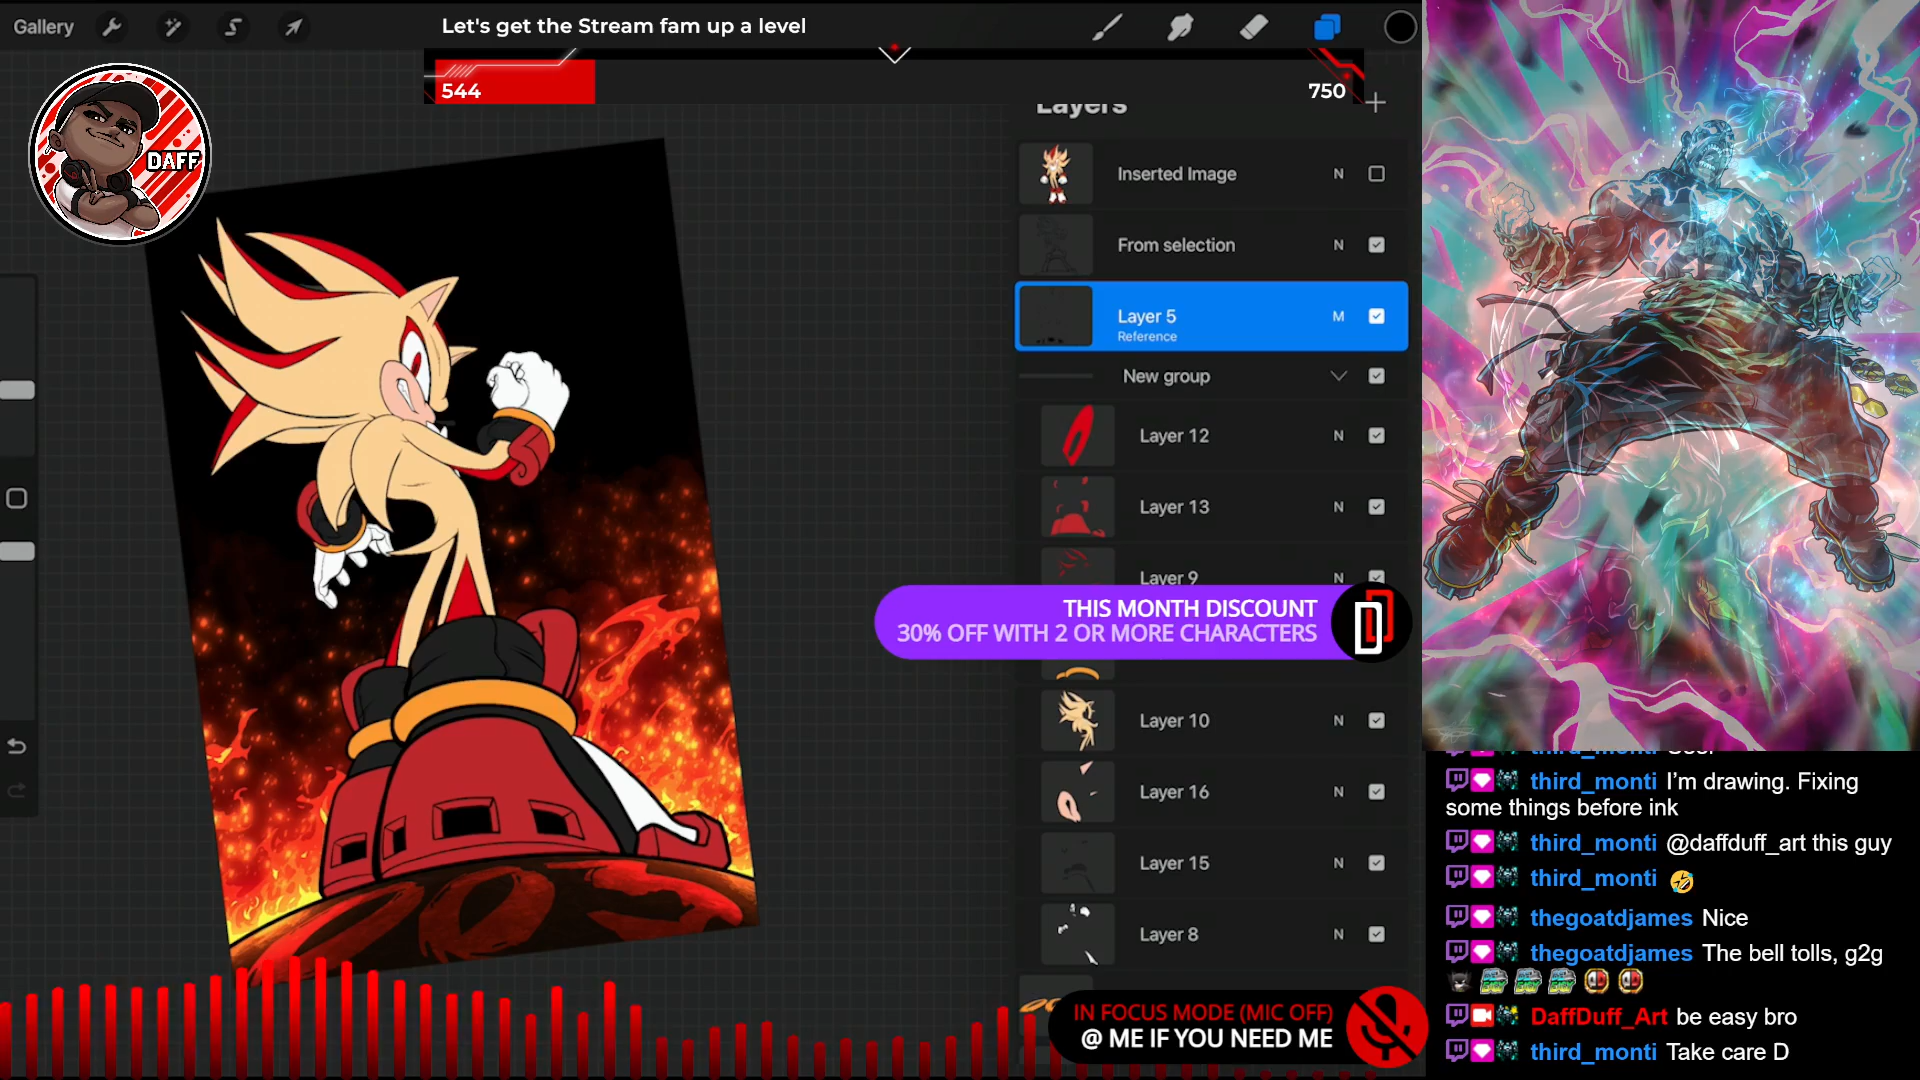 Gallery
Let's get the Stream fam up a level
544
750
DAFF
Layers
Inserted Image N
From selection N
Layer 5 M
Reference
New group
Layer 12 N
Layer 13 N
Layer 9 N
THIS MONTH DISCOUNT
30% OFF WITH 2 OR MORE CHARACTERS
Layer 10 N
Layer 16 N
Layer 15 N
Layer 8 N
IN FOCUS MODE (MIC OFF)
@ ME IF YOU NEED ME
third_monti I'm drawing. Fixing
some things before ink
third_monti @daffduff_art this guy
third_monti 🤣
thegoatdjames Nice
thegoatdjames The bell tolls, g2g
DaffDuff_Art be easy bro
third_monti Take care D